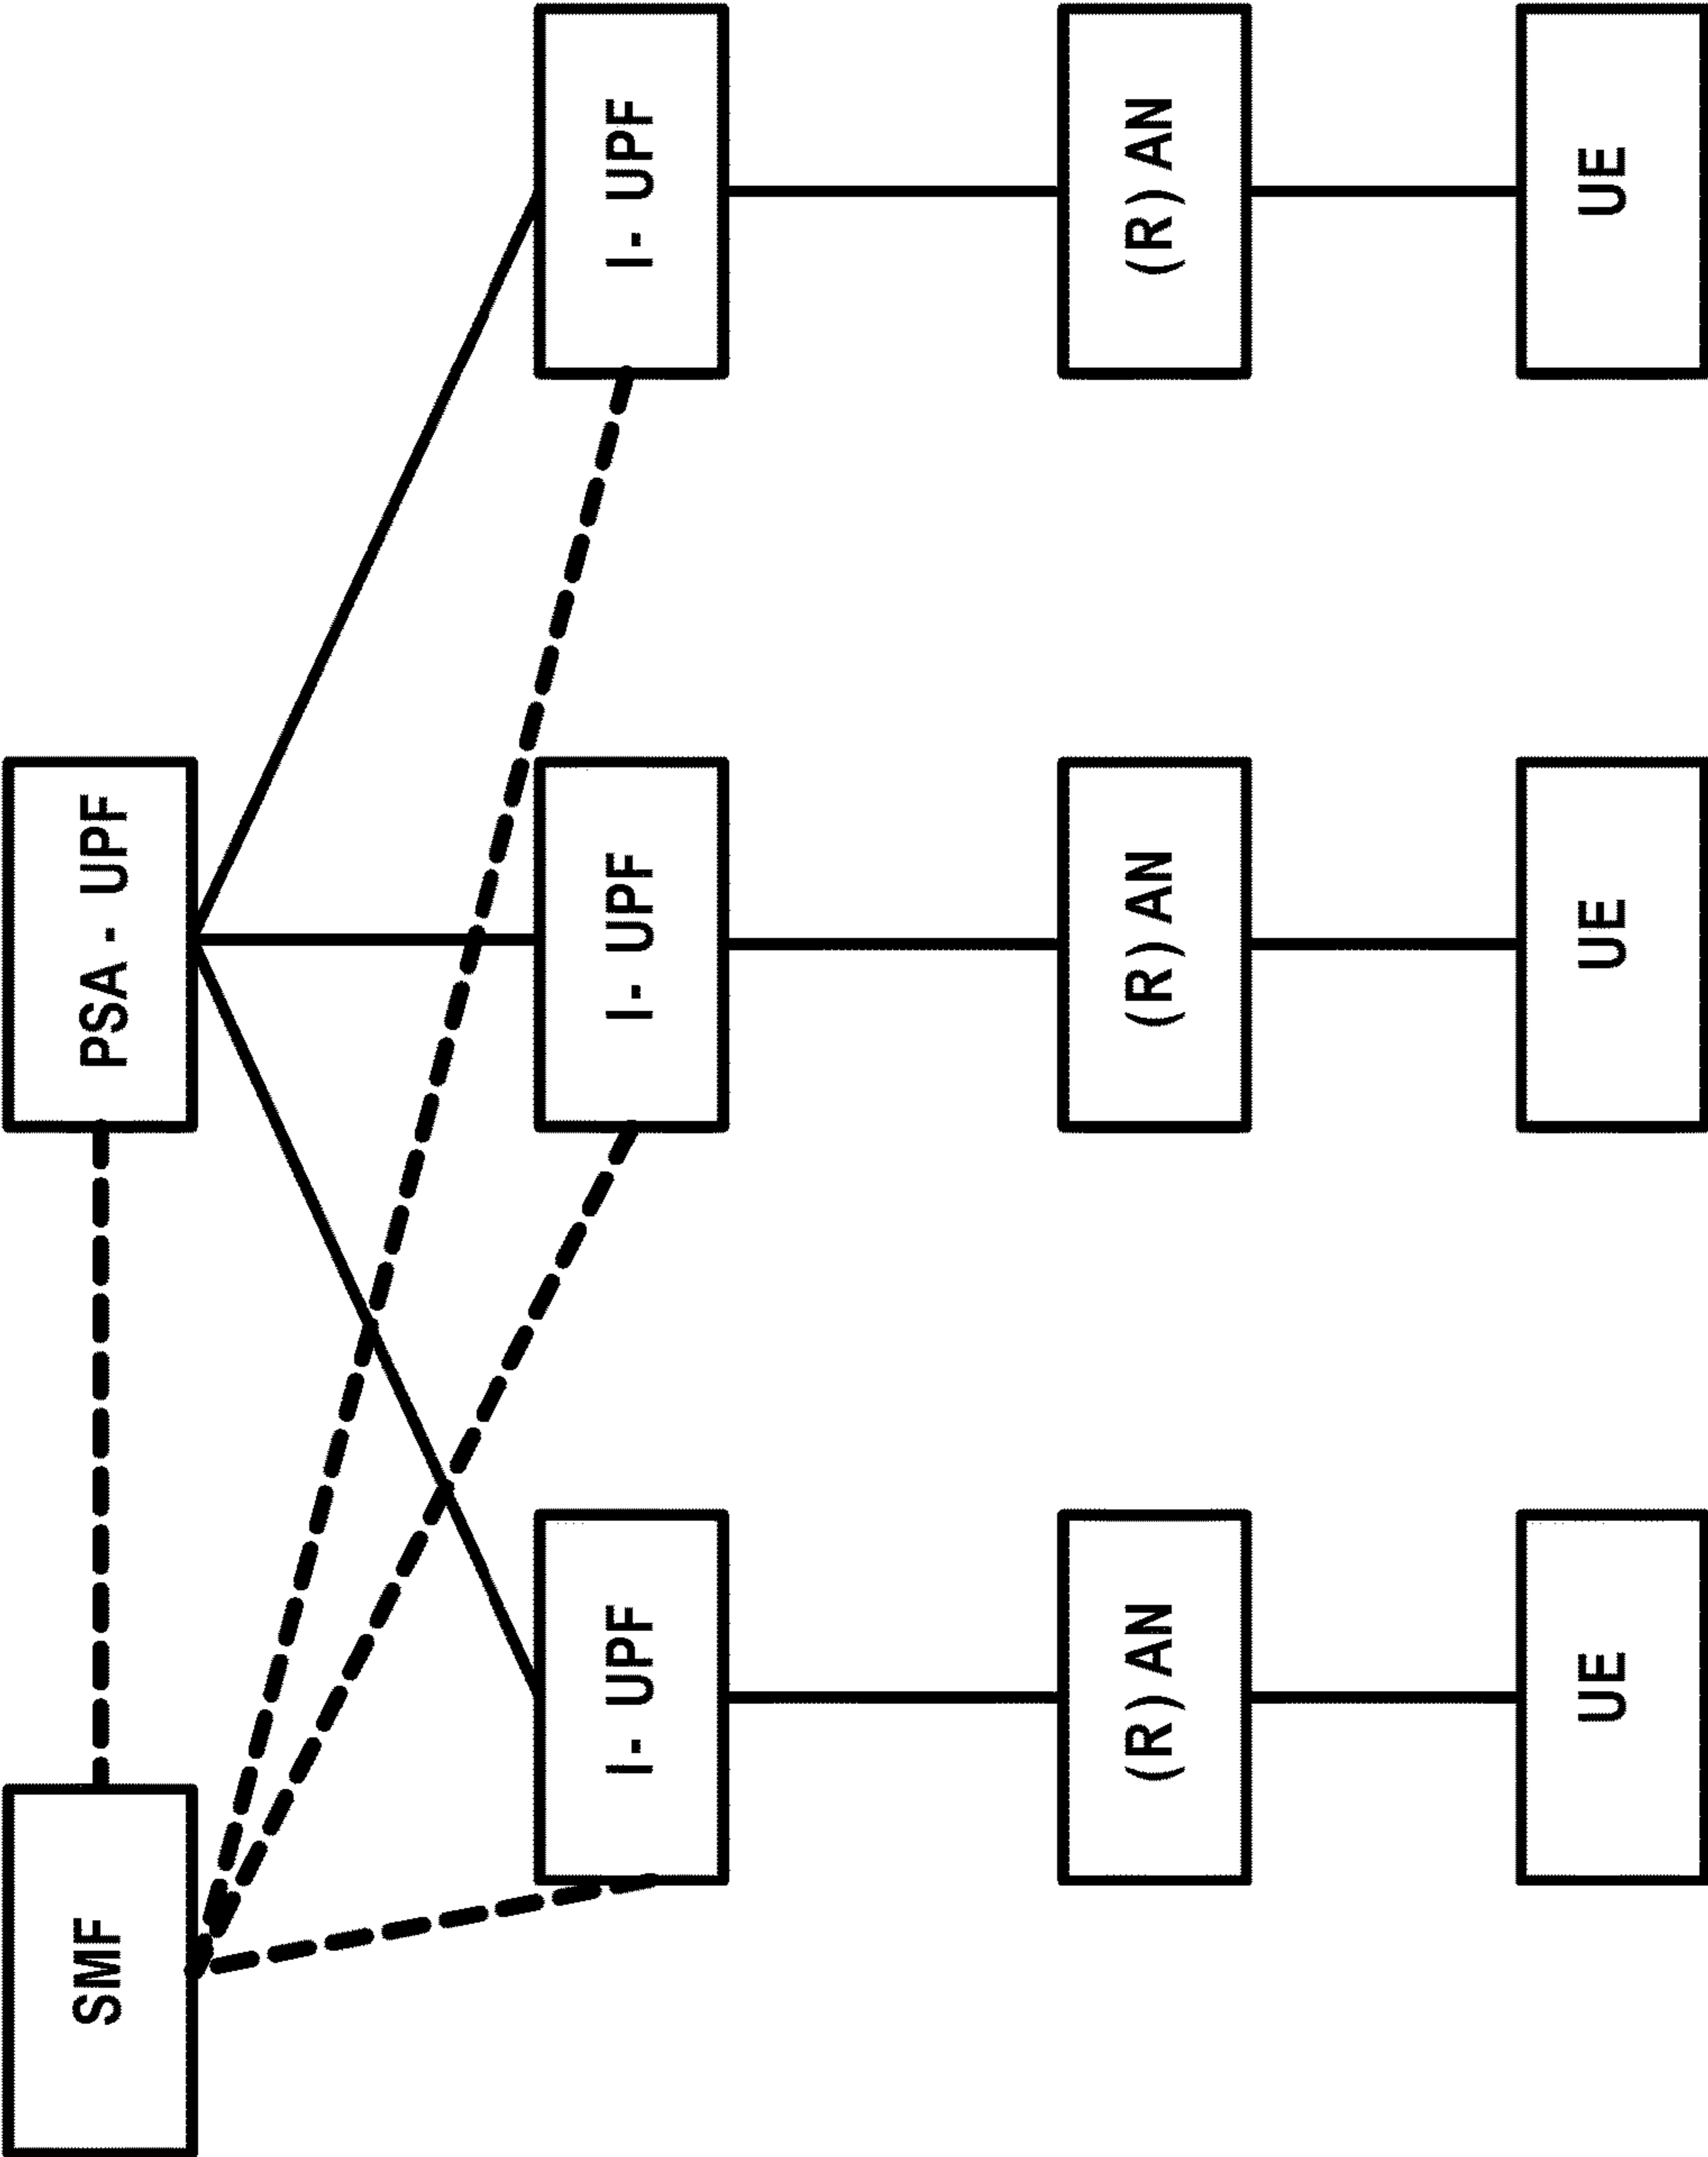 SMF
PSA - UPF
I- UPF
I- UPF
I- UPF
(R) AN
(R) AN
(R) AN
UE
UE
UE